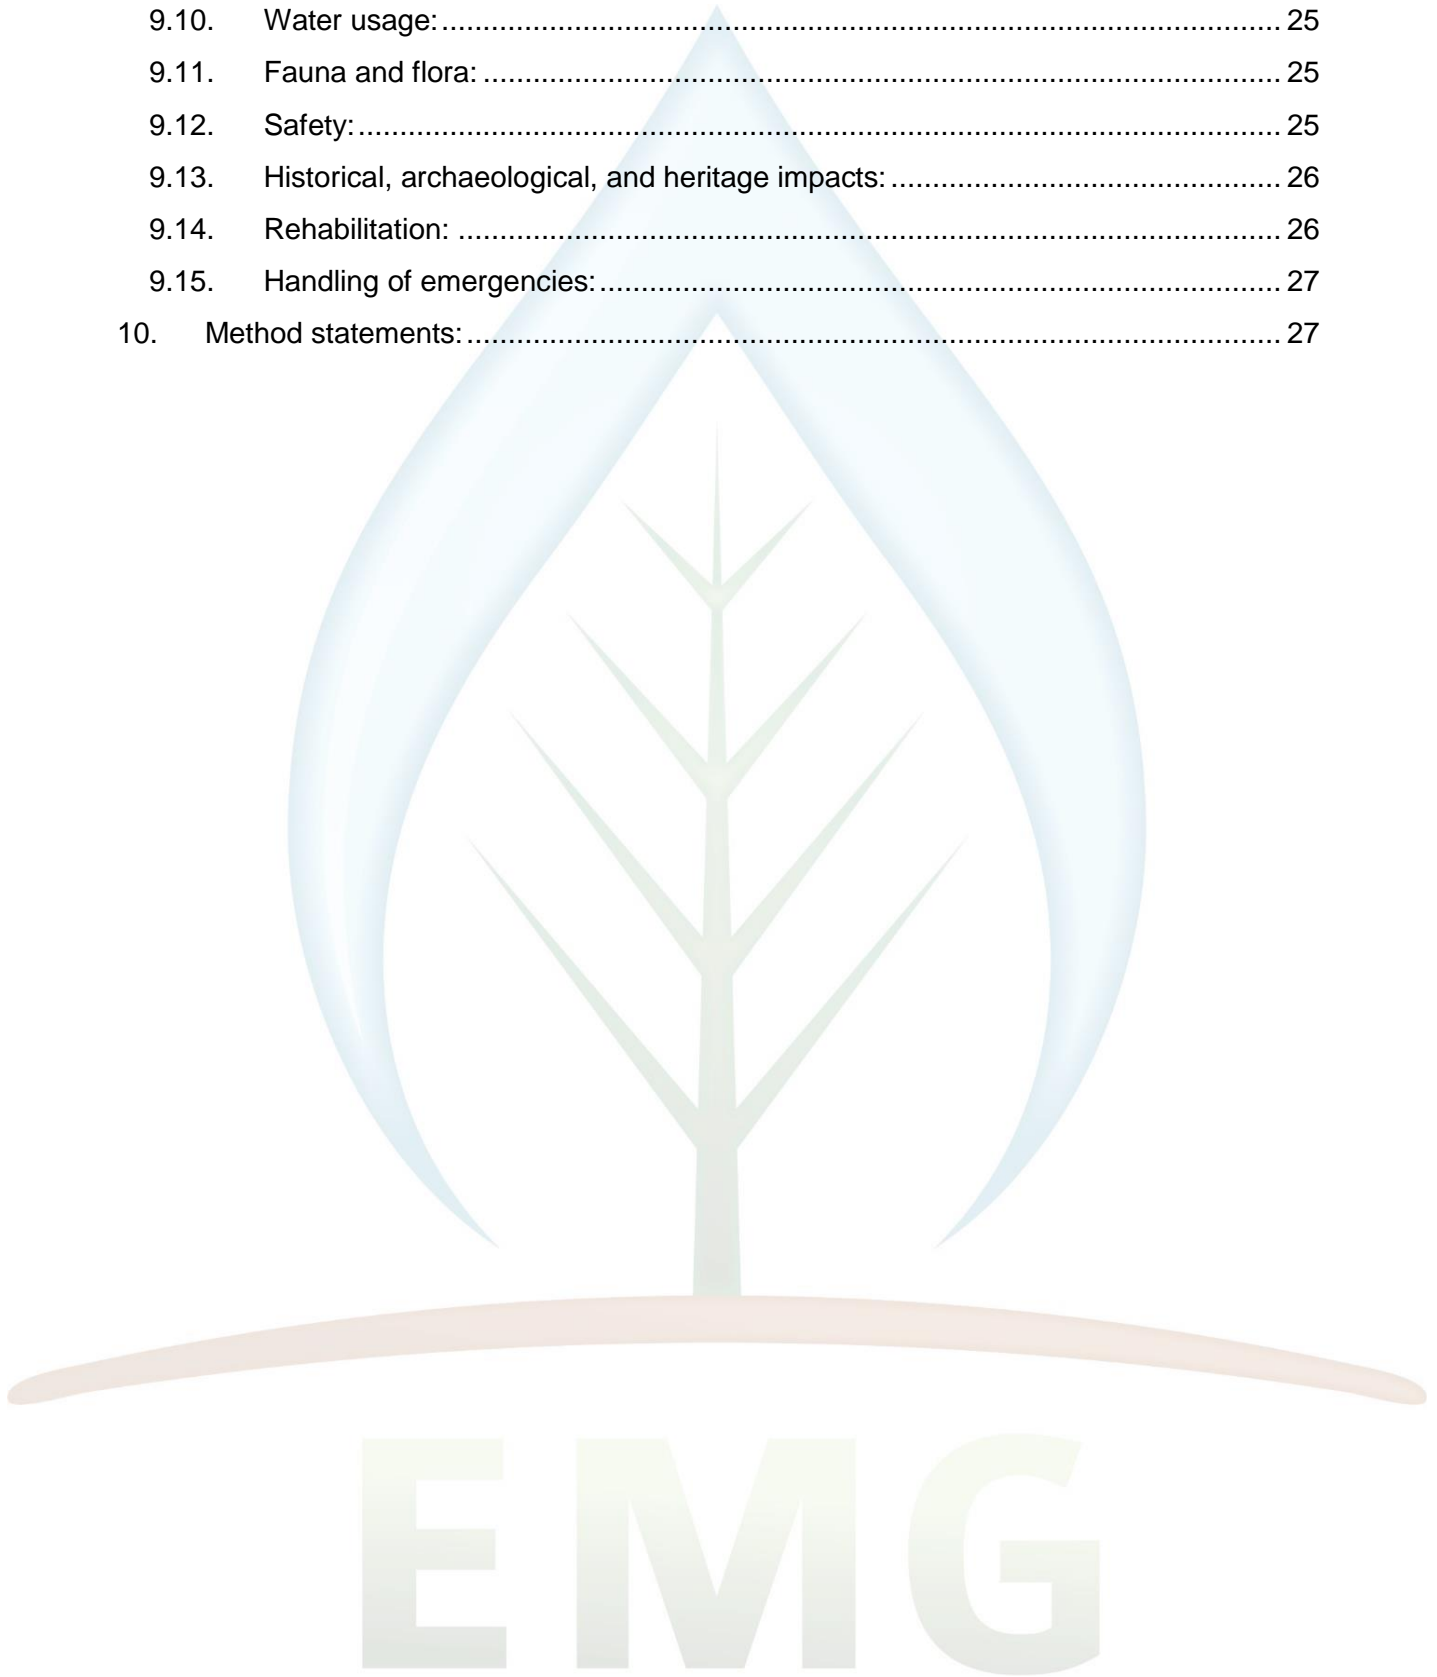 9.10. Water usage: 25
9.11. Fauna and flora: 25
9.12. Safety: 25
9.13. Historical, archaeological, and heritage impacts: 26
9.14. Rehabilitation: 26
9.15. Handling of emergencies: 27
10. Method statements: 27
EMG